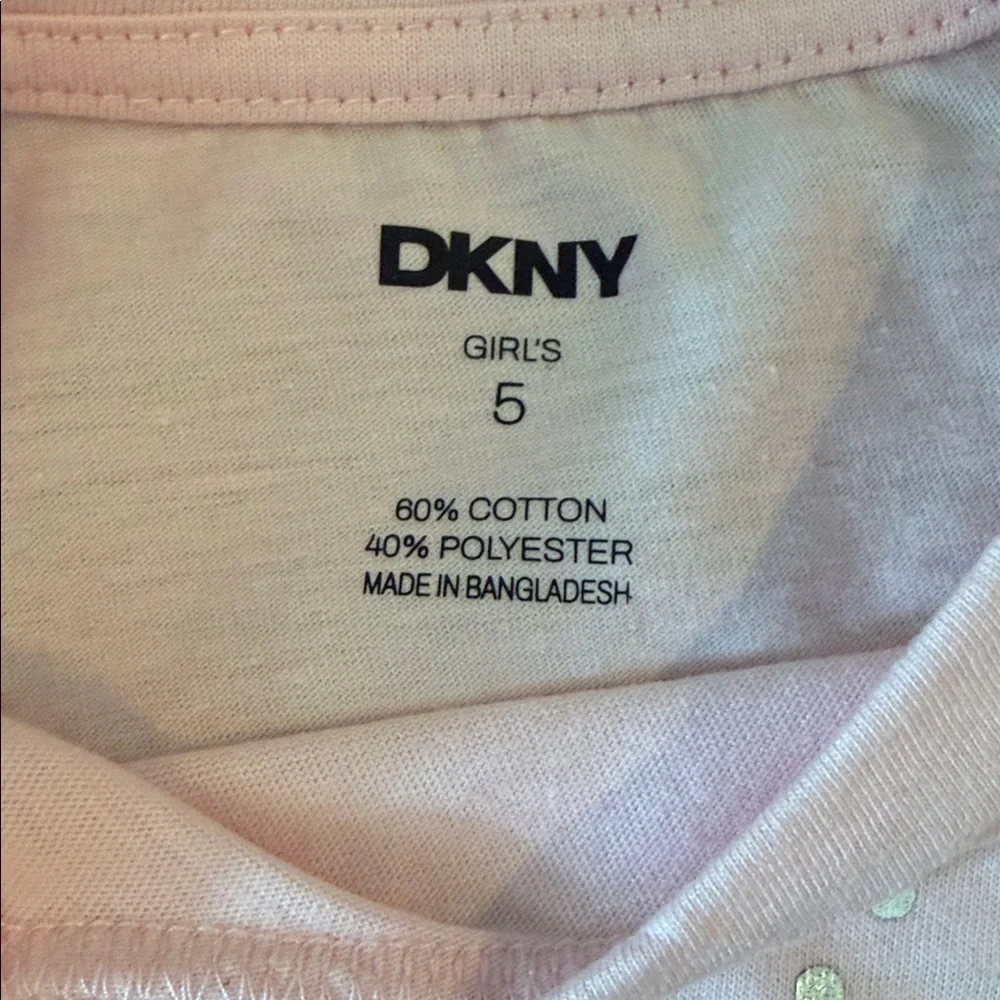 DKNY
GIRL'S
5
60% COTTON
40% POLYESTER
MADE IN BANGLADESH